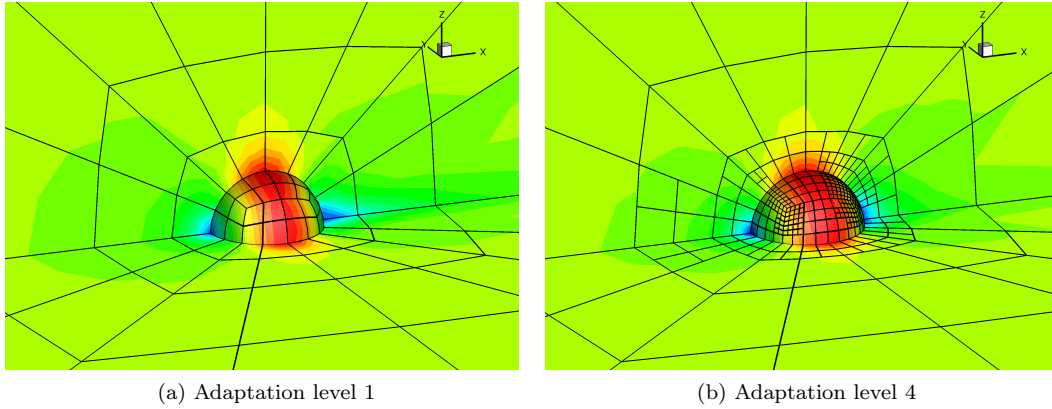 Z
Y
X
Z
Y
X
(a) Adaptation level 1
(b) Adaptation level 4